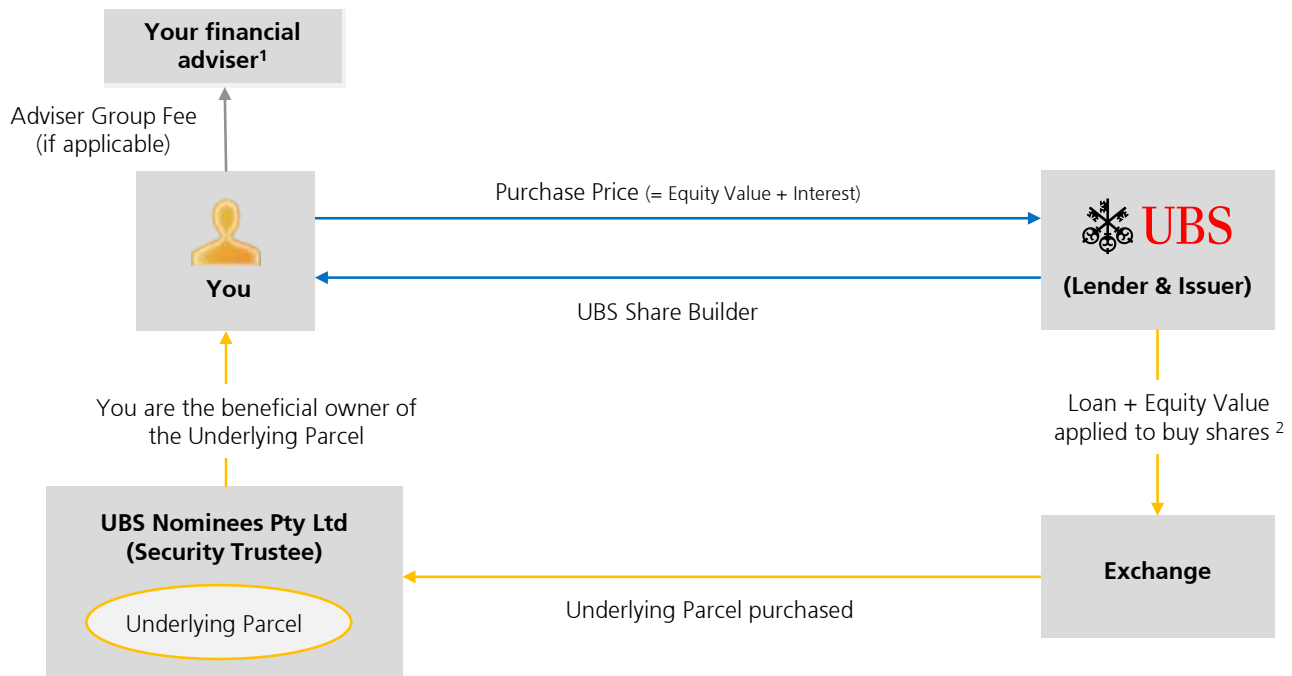 Your financial
adviser¹
Adviser Group Fee
(if applicable)
Purchase Price (= Equity Value + Interest)
UBS
You
(Lender & Issuer)
UBS Share Builder
You are the beneficial owner of
the Underlying Parcel
Loan + Equity Value
applied to buy shares ²
UBS Nominees Pty Ltd
(Security Trustee)
Underlying Parcel
Underlying Parcel purchased
Exchange